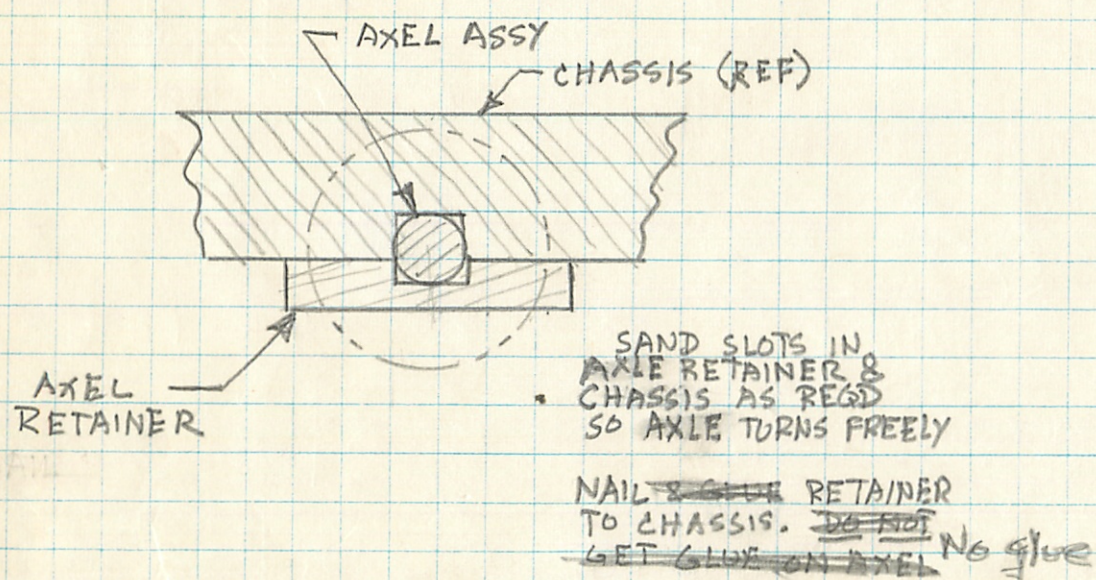 AXEL ASSY
CHASSIS (REF)
AXEL
RETAINER
SAND SLOTS IN
AXLE RETAINER &
CHASSIS AS REQD
SO AXLE TURNS FREELY
NAIL & GLUE RETAINER
TO CHASSIS. DO NOT
GET GLUE ON AXEL No glue